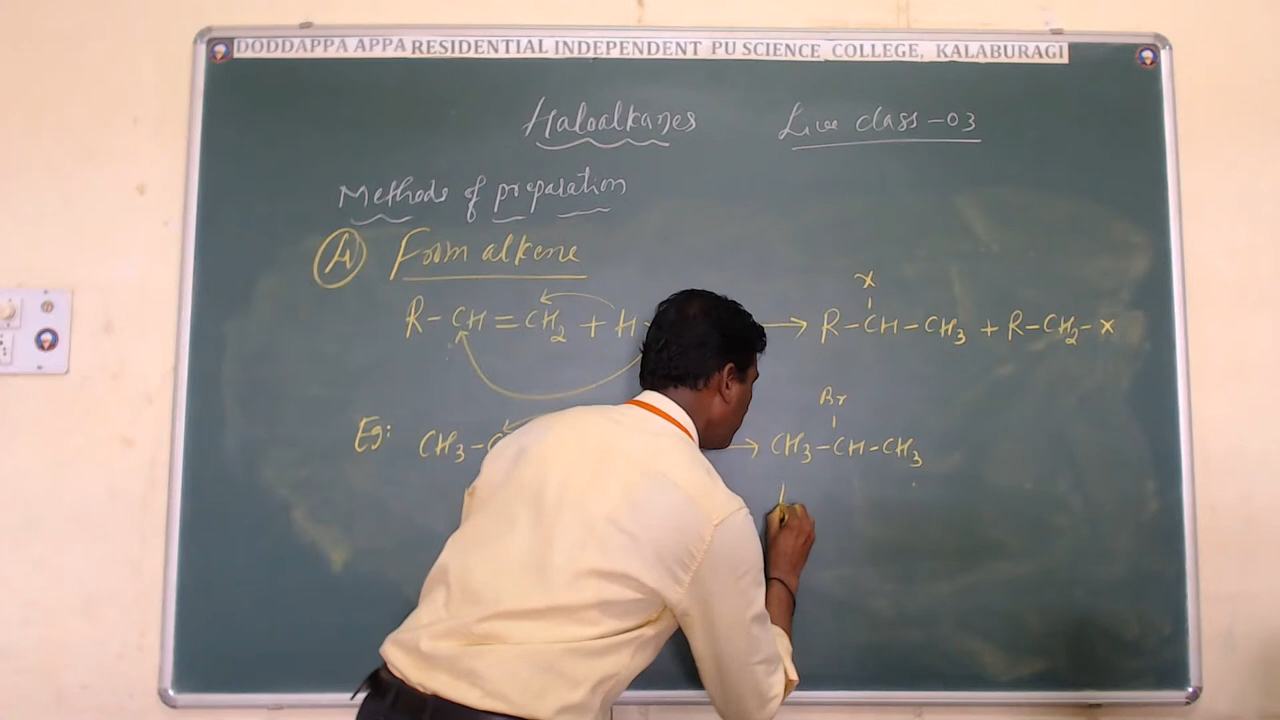 DODDAPPA APPA RESIDENTIAL INDEPENDENT PU SCIENCE COLLEGE, KALABURAGI
Haloalkanes Live class-03
Methods of preparation
A From alkene
X
R-CH=CH2+H → R-CH-CH3+R-CH2-X
Br
Eg: CH3-C → CH3-CH-CH3